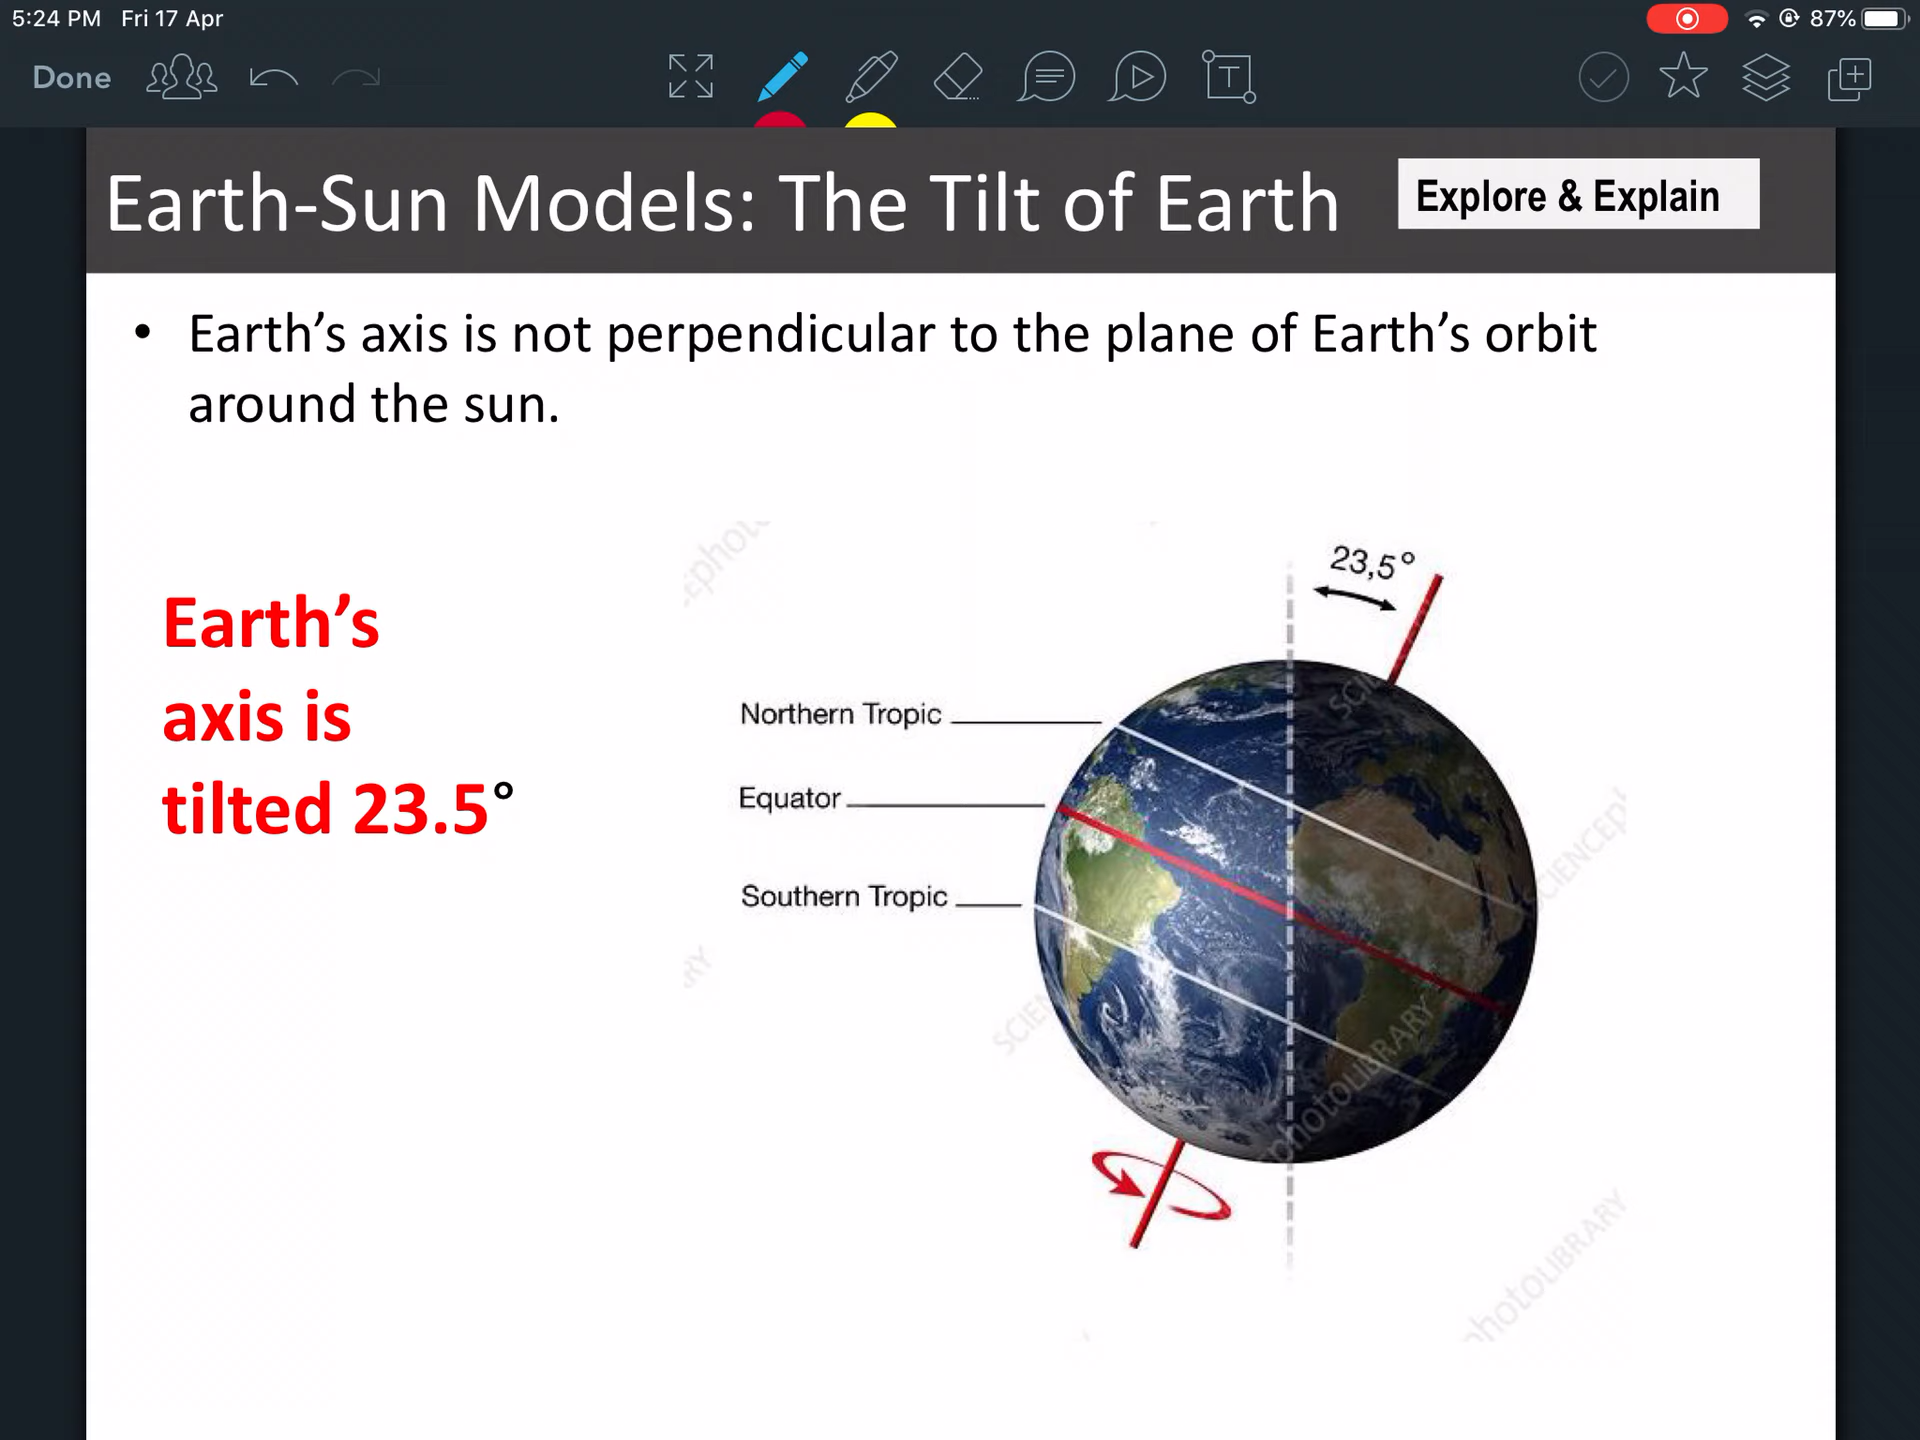 5:24 PM Fri 17 Apr
87%
Done
T
Earth-Sun Models: The Tilt of Earth
Explore & Explain
• Earth’s axis is not perpendicular to the plane of Earth’s orbit
around the sun.
Earth’s
axis is
tilted 23.5°
23,5°
Northern Tropic
Equator
Southern Tropic
PHOTOLIBRARY